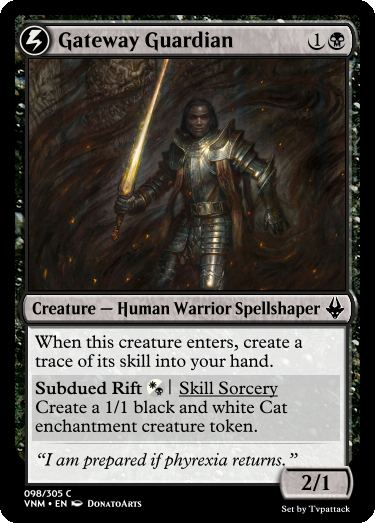 Gateway Guardian 1
Creature — Human Warrior Spellshaper
When this creature enters, create a
trace of its skill into your hand.
Subdued Rift | Skill Sorcery
Create a 1/1 black and white Cat
enchantment creature token.
“I am prepared if phyrexia returns.”
2/1
098/305 C
VNM • EN DonatoArts
Set by Tvpattack